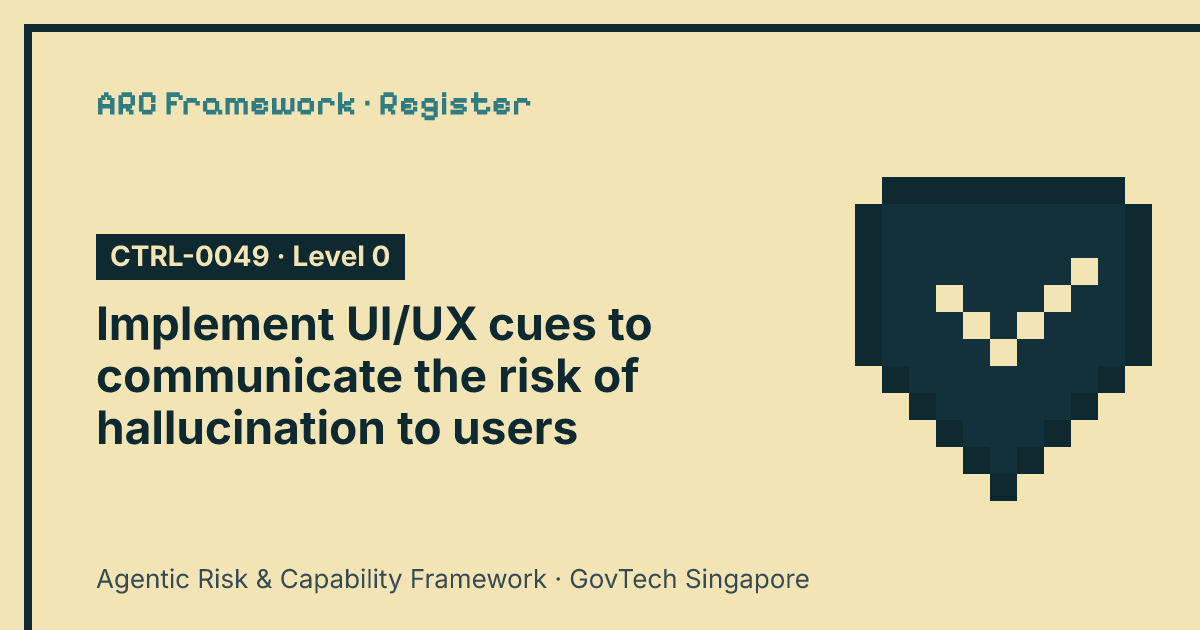 ARC Framework · Register
CTRL-0049 · Level 0
Implement UI/UX cues to
communicate the risk of
hallucination to users
Agentic Risk & Capability Framework · GovTech Singapore